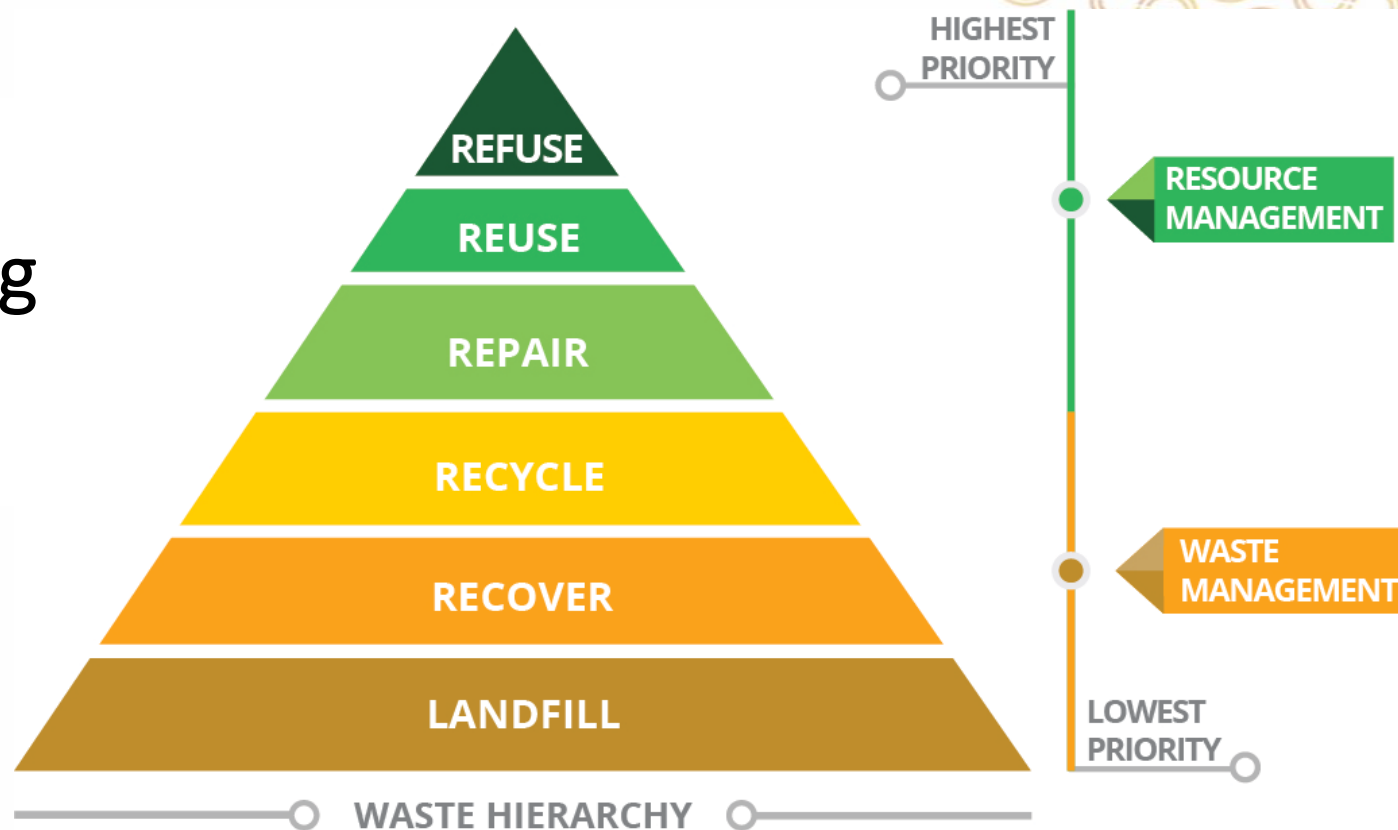 HIGHEST
PRIORITY
REFUSE
RESOURCE
MANAGEMENT
REUSE
g
REPAIR
RECYCLE
WASTE
MANAGEMENT
RECOVER
LANDFILL
LOWEST
PRIORITY
WASTE HIERARCHY